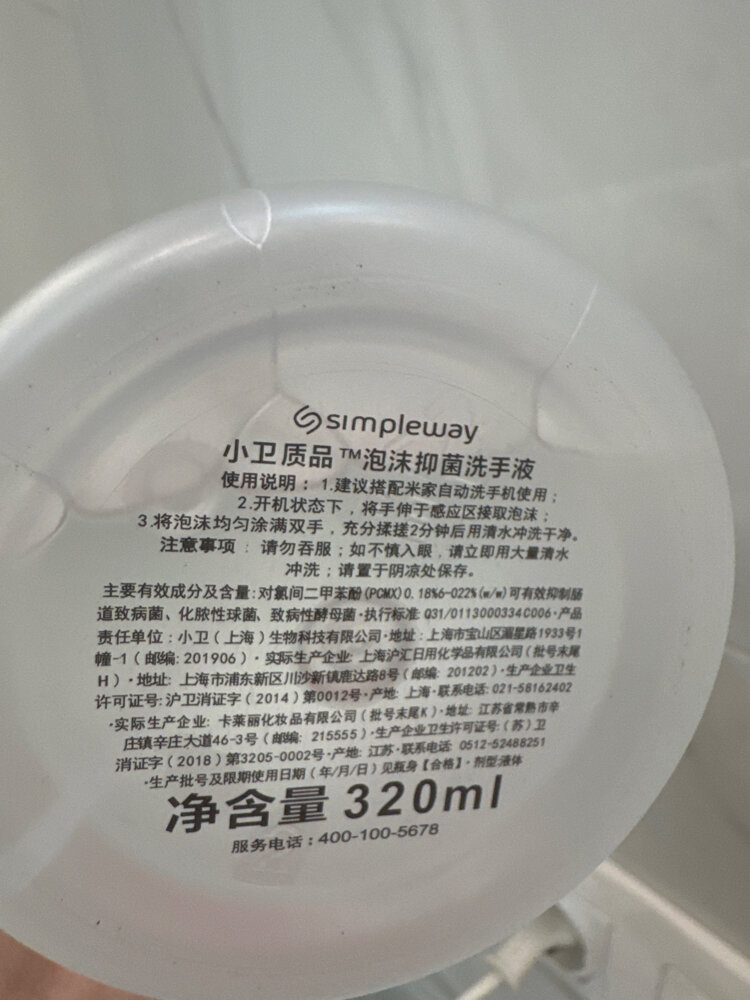 simpleway
小卫质品™泡沫抑菌洗手液
使用说明：1.建议搭配米家自动洗手机使用；
2.开机状态下，将手伸于感应区接取泡沫；
3.将泡沫均匀涂满双手，充分揉搓2分钟后用清水冲洗干净。
注意事项：请勿吞服；如不慎入眼，请立即用大量清水
冲洗；请置于阴凉处保存。
主要有效成分及含量:对氯间二甲苯酚(PCMX)0.18%6-022%(w/w)可有效抑制肠
道致病菌、化脓性球菌、致病性酵母菌·执行标准:Q31/0113000334C006·产品
责任单位：小卫（上海）生物科技有限公司·地址：上海市宝山区湄星路1933号1
幢-1（邮编:201906）·实际生产企业:上海沪汇日用化学品有限公司（批号末尾
H）·地址:上海市浦东新区川沙新镇鹿达路8号（邮编:201202）·生产企业卫生
许可证号:沪卫消证字（2014）第0012号·产地:上海·联系电话:021-58162402
·实际生产企业:卡莱丽化妆品有限公司（批号末尾K）·地址:江苏省常熟市辛
庄镇辛庄大道46-3号（邮编:215555）·生产企业卫生许可证号:(苏)卫
消证字（2018）第3205-0002号·产地:江苏·联系电话:0512-52488251
·生产批号及限期使用日期（年/月/日）见瓶身【合格】·剂型:液体
净含量 320ml
服务电话：400-100-5678